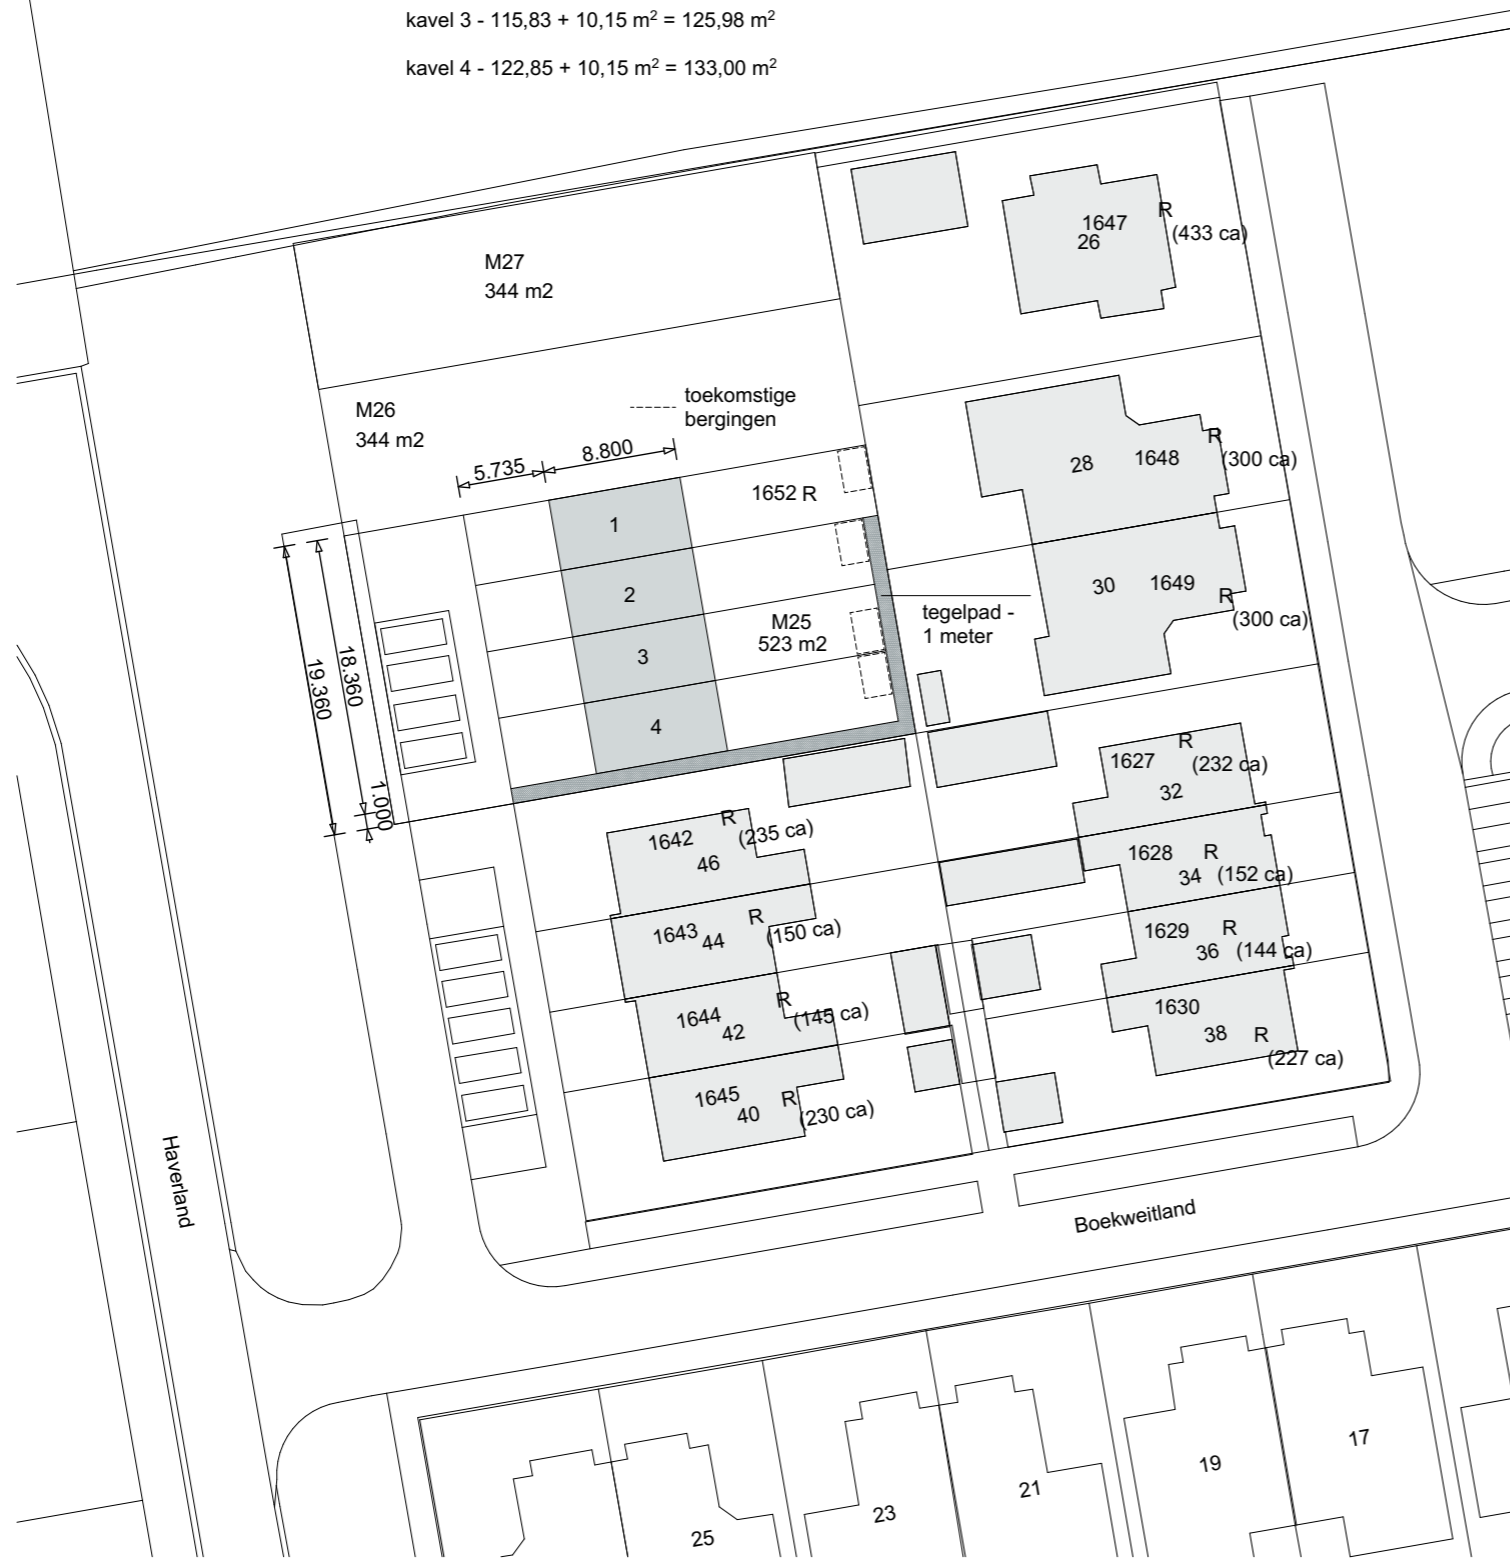 kavel 3 - 115,83 + 10,15 m² = 125,98 m²
kavel 4 - 122,85 + 10,15 m² = 133,00 m²
1647
R
26
(433 ca)
M27
344 m2
M26
344 m2
toekomstige
bergingen
5.735
8.800
28
1648
R
(300 ca)
1652 R
1
2
3
4
M25
523 m2
tegelpad -
1 meter
30
1649
R
(300 ca)
19.360
18.360
1.000
1627
R
(232 ca)
32
1642
R
(235 ca)
46
1628
R
34
(152 ca)
1643
44
R
(150 ca)
1629
R
36
(144 ca)
1644
42
R
(145 ca)
1630
38
R
(227 ca)
1645
40
R
(230 ca)
Haverland
Boekweitland
25
23
21
19
17